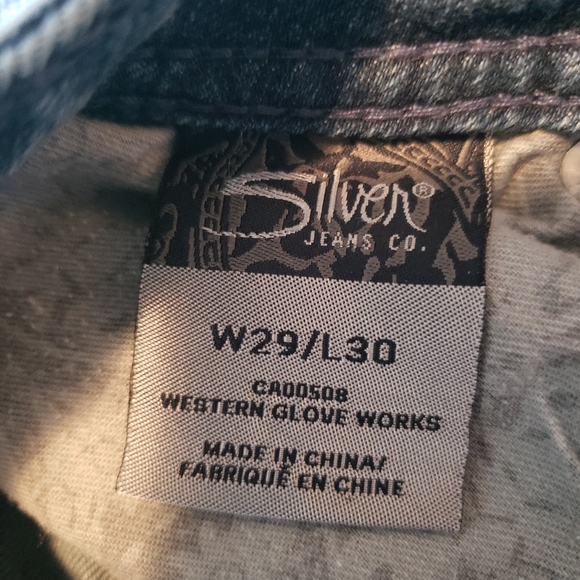 Silver®
JEANS CO.
W29/L30
CA00508
WESTERN GLOVE WORKS
MADE IN CHINA/
FABRIQUÉ EN CHINE